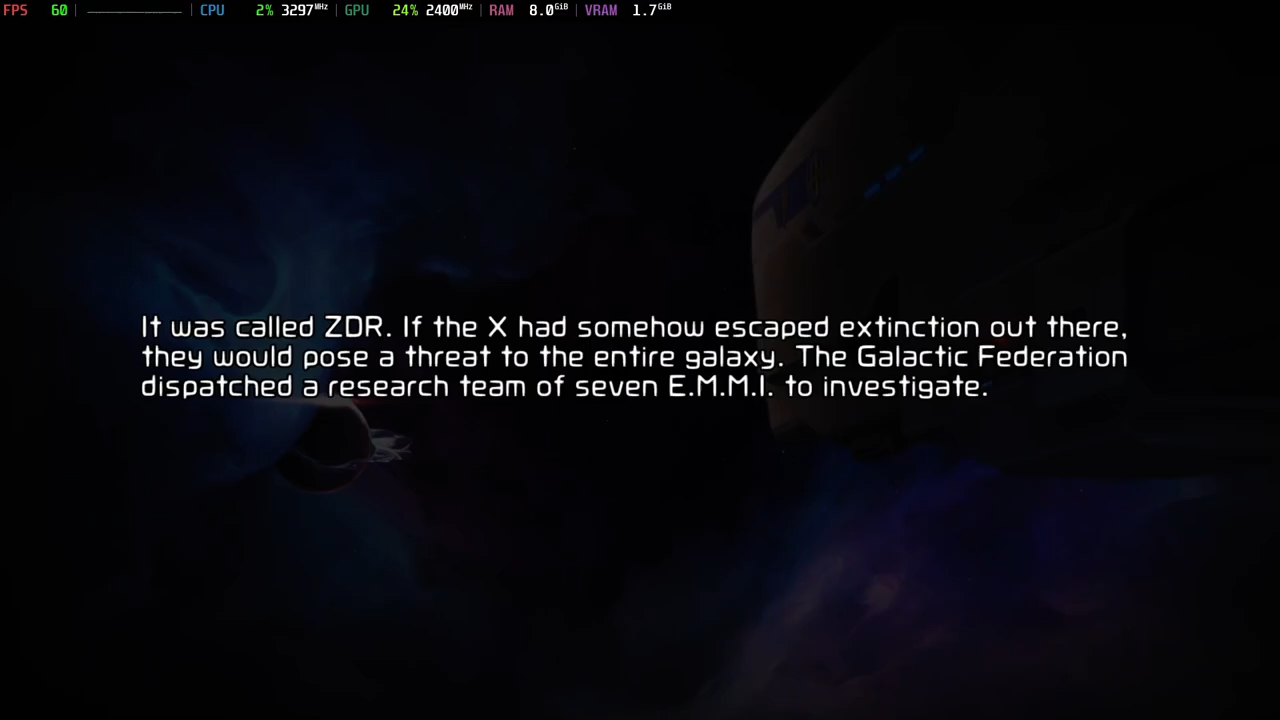 FPS 60 CPU 2% 3297MHz GPU 24% 2400MHz RAM 8.0GiB VRAM 1.7GiB
It was called ZDR. If the X had somehow escaped extinction out there,
they would pose a threat to the entire galaxy. The Galactic Federation
dispatched a research team of seven E.M.M.I. to investigate.